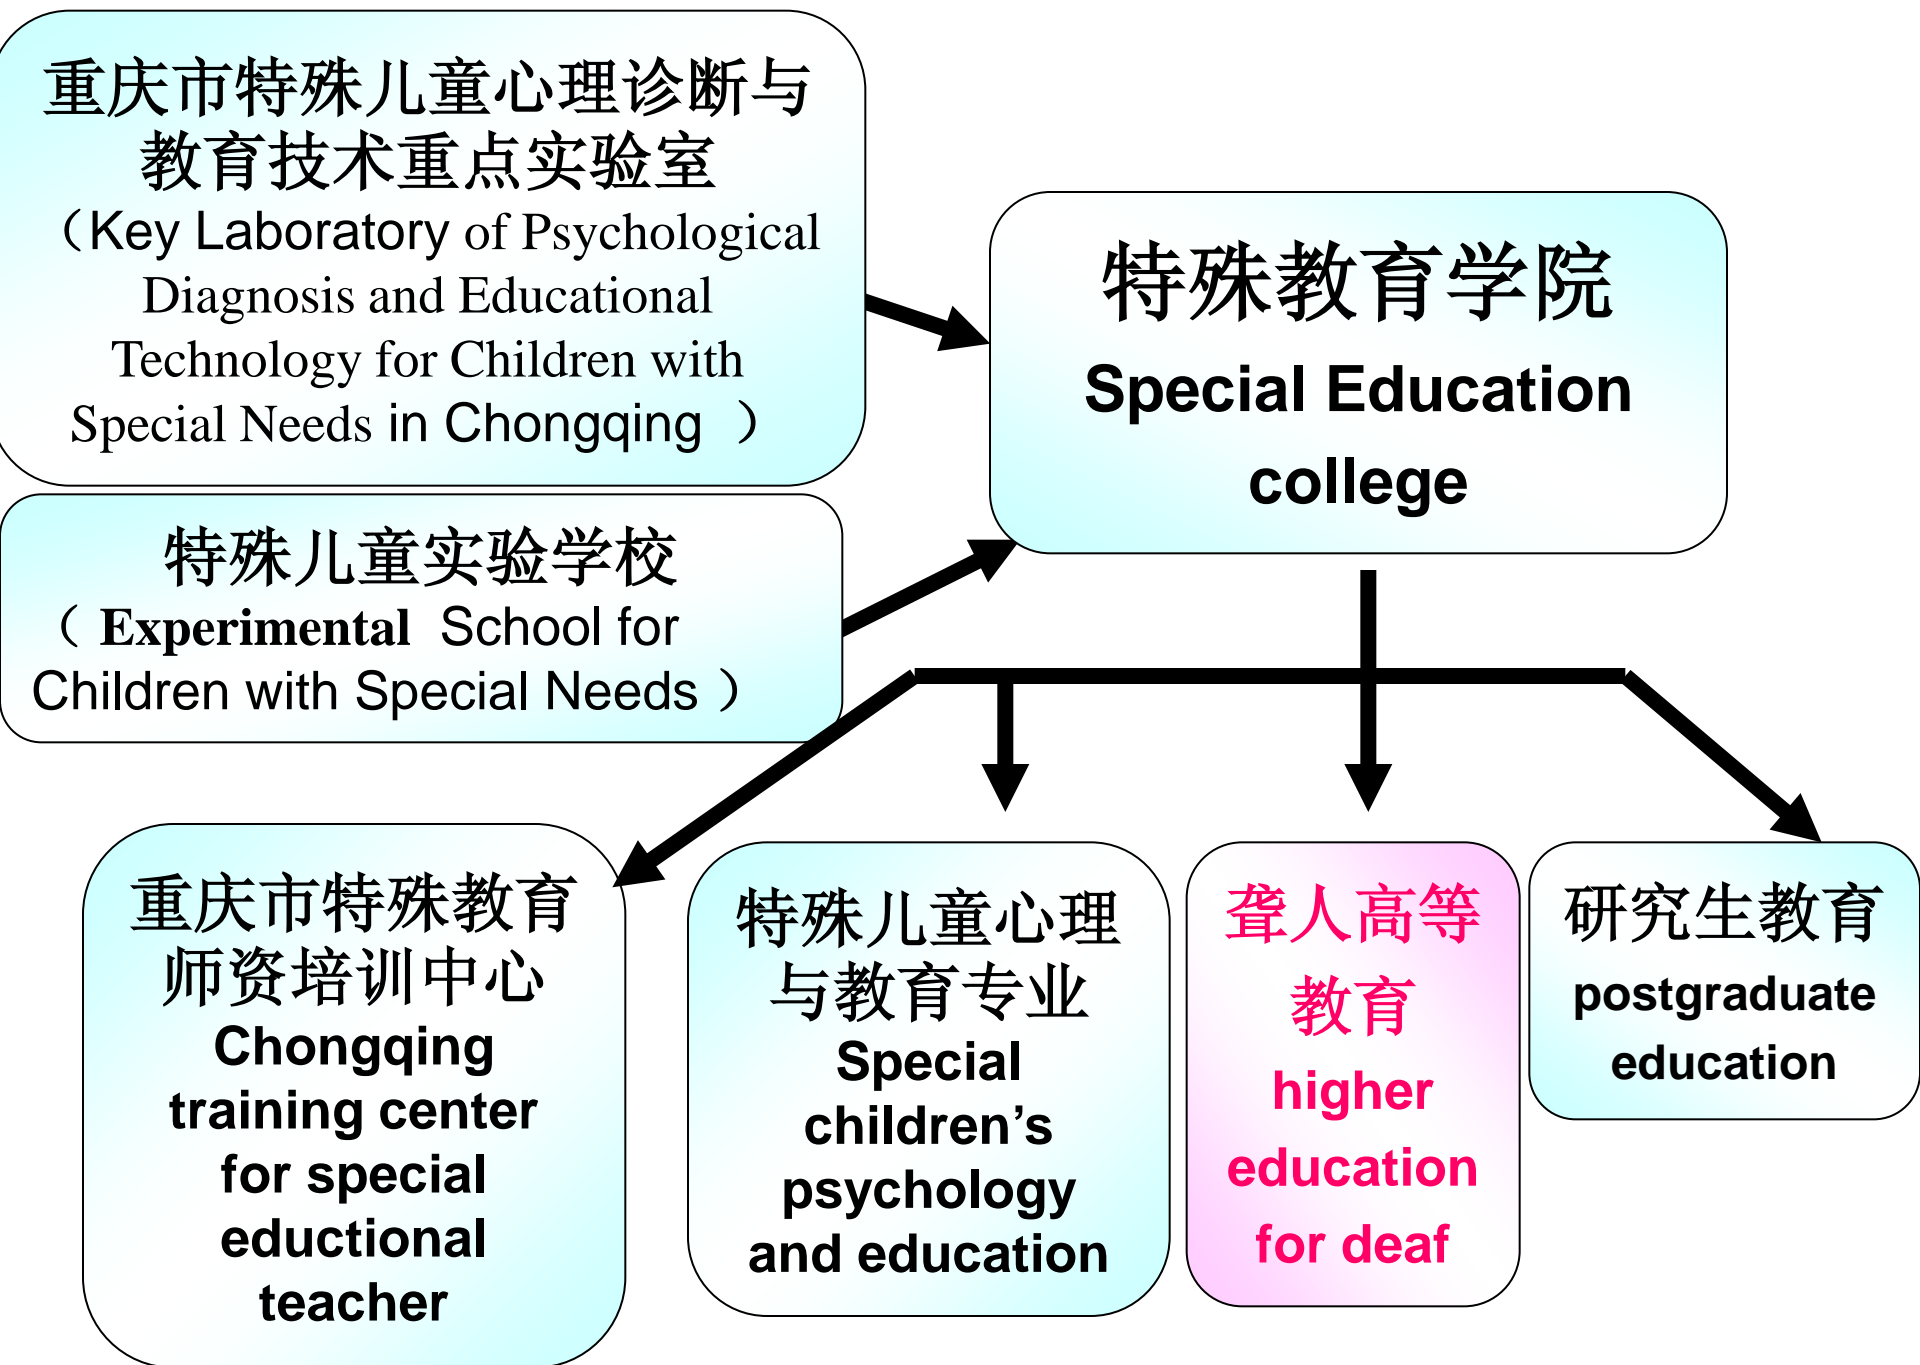 重庆市特殊儿童心理诊断与
教育技术重点实验室
（Key Laboratory of Psychological
Diagnosis and Educational
Technology for Children with
Special Needs in Chongqing ）
特殊教育学院
Special Education
college
特殊儿童实验学校
（ Experimental School for
Children with Special Needs ）
重庆市特殊教育
师资培训中心
Chongqing
training center
for special
eductional
teacher
特殊儿童心理
与教育专业
Special
children’s
psychology
and education
聋人高等
教育
higher
education
for deaf
研究生教育
postgraduate
education